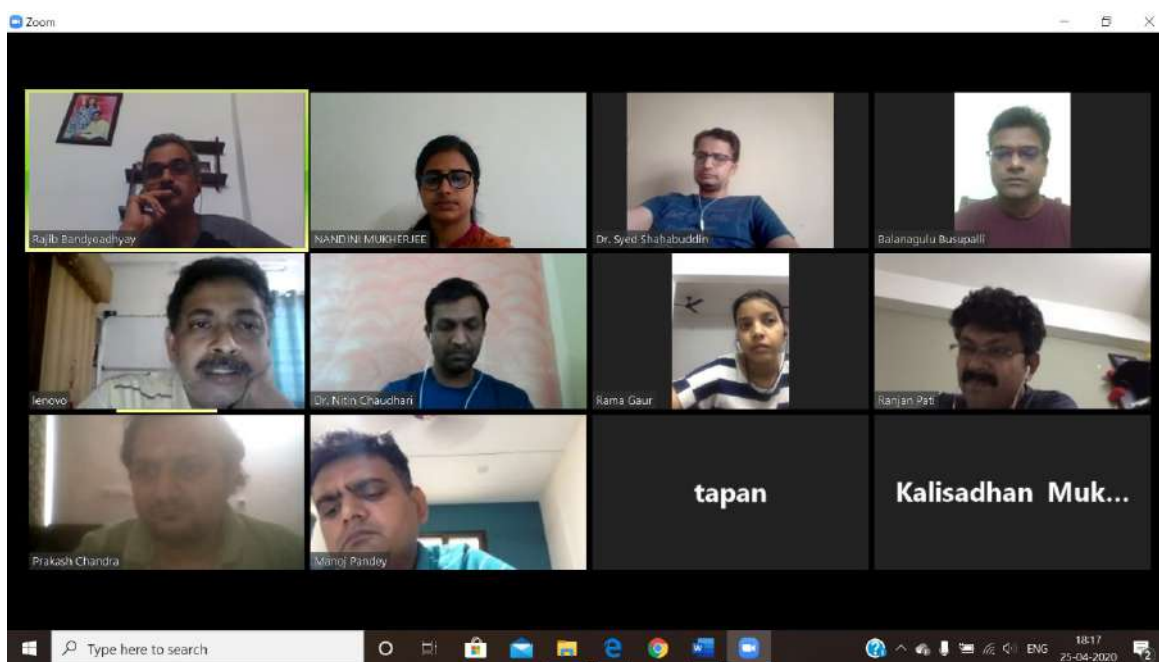 Zoom
Rajib Bandyoadhyay
NANDINI MUKHERJEE
Dr. Syed Shahabuddin
Balanagulu Busupalli
lenovo
Dr. Nitin Chaudhari
Rama Gaur
Ranjan Pati
Prakash Chandra
Manoj Pandey
tapan
Kalisadhan Muk...
Type here to search
ENG
18:17
25-04-2020
2